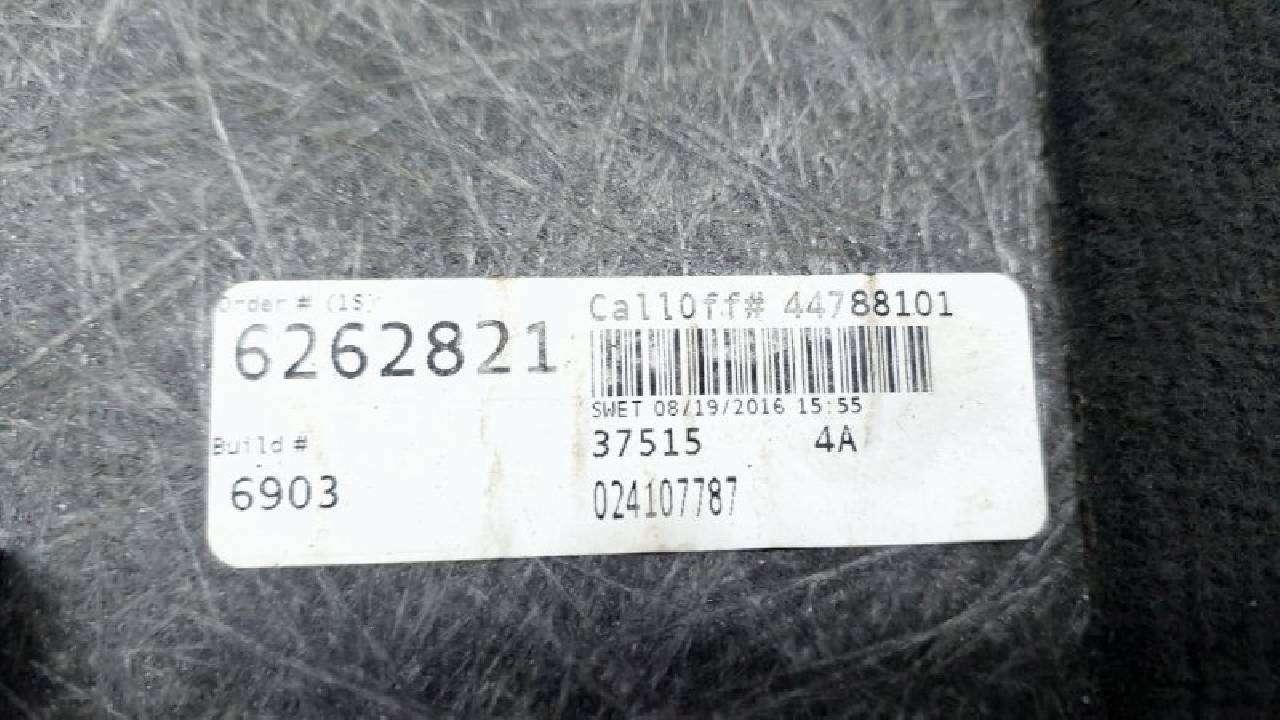 Order # (1S)
6262821
CallOff# 44788101
SWET 08/19/2016 15:55
Build #
37515 4A
6903
024107787